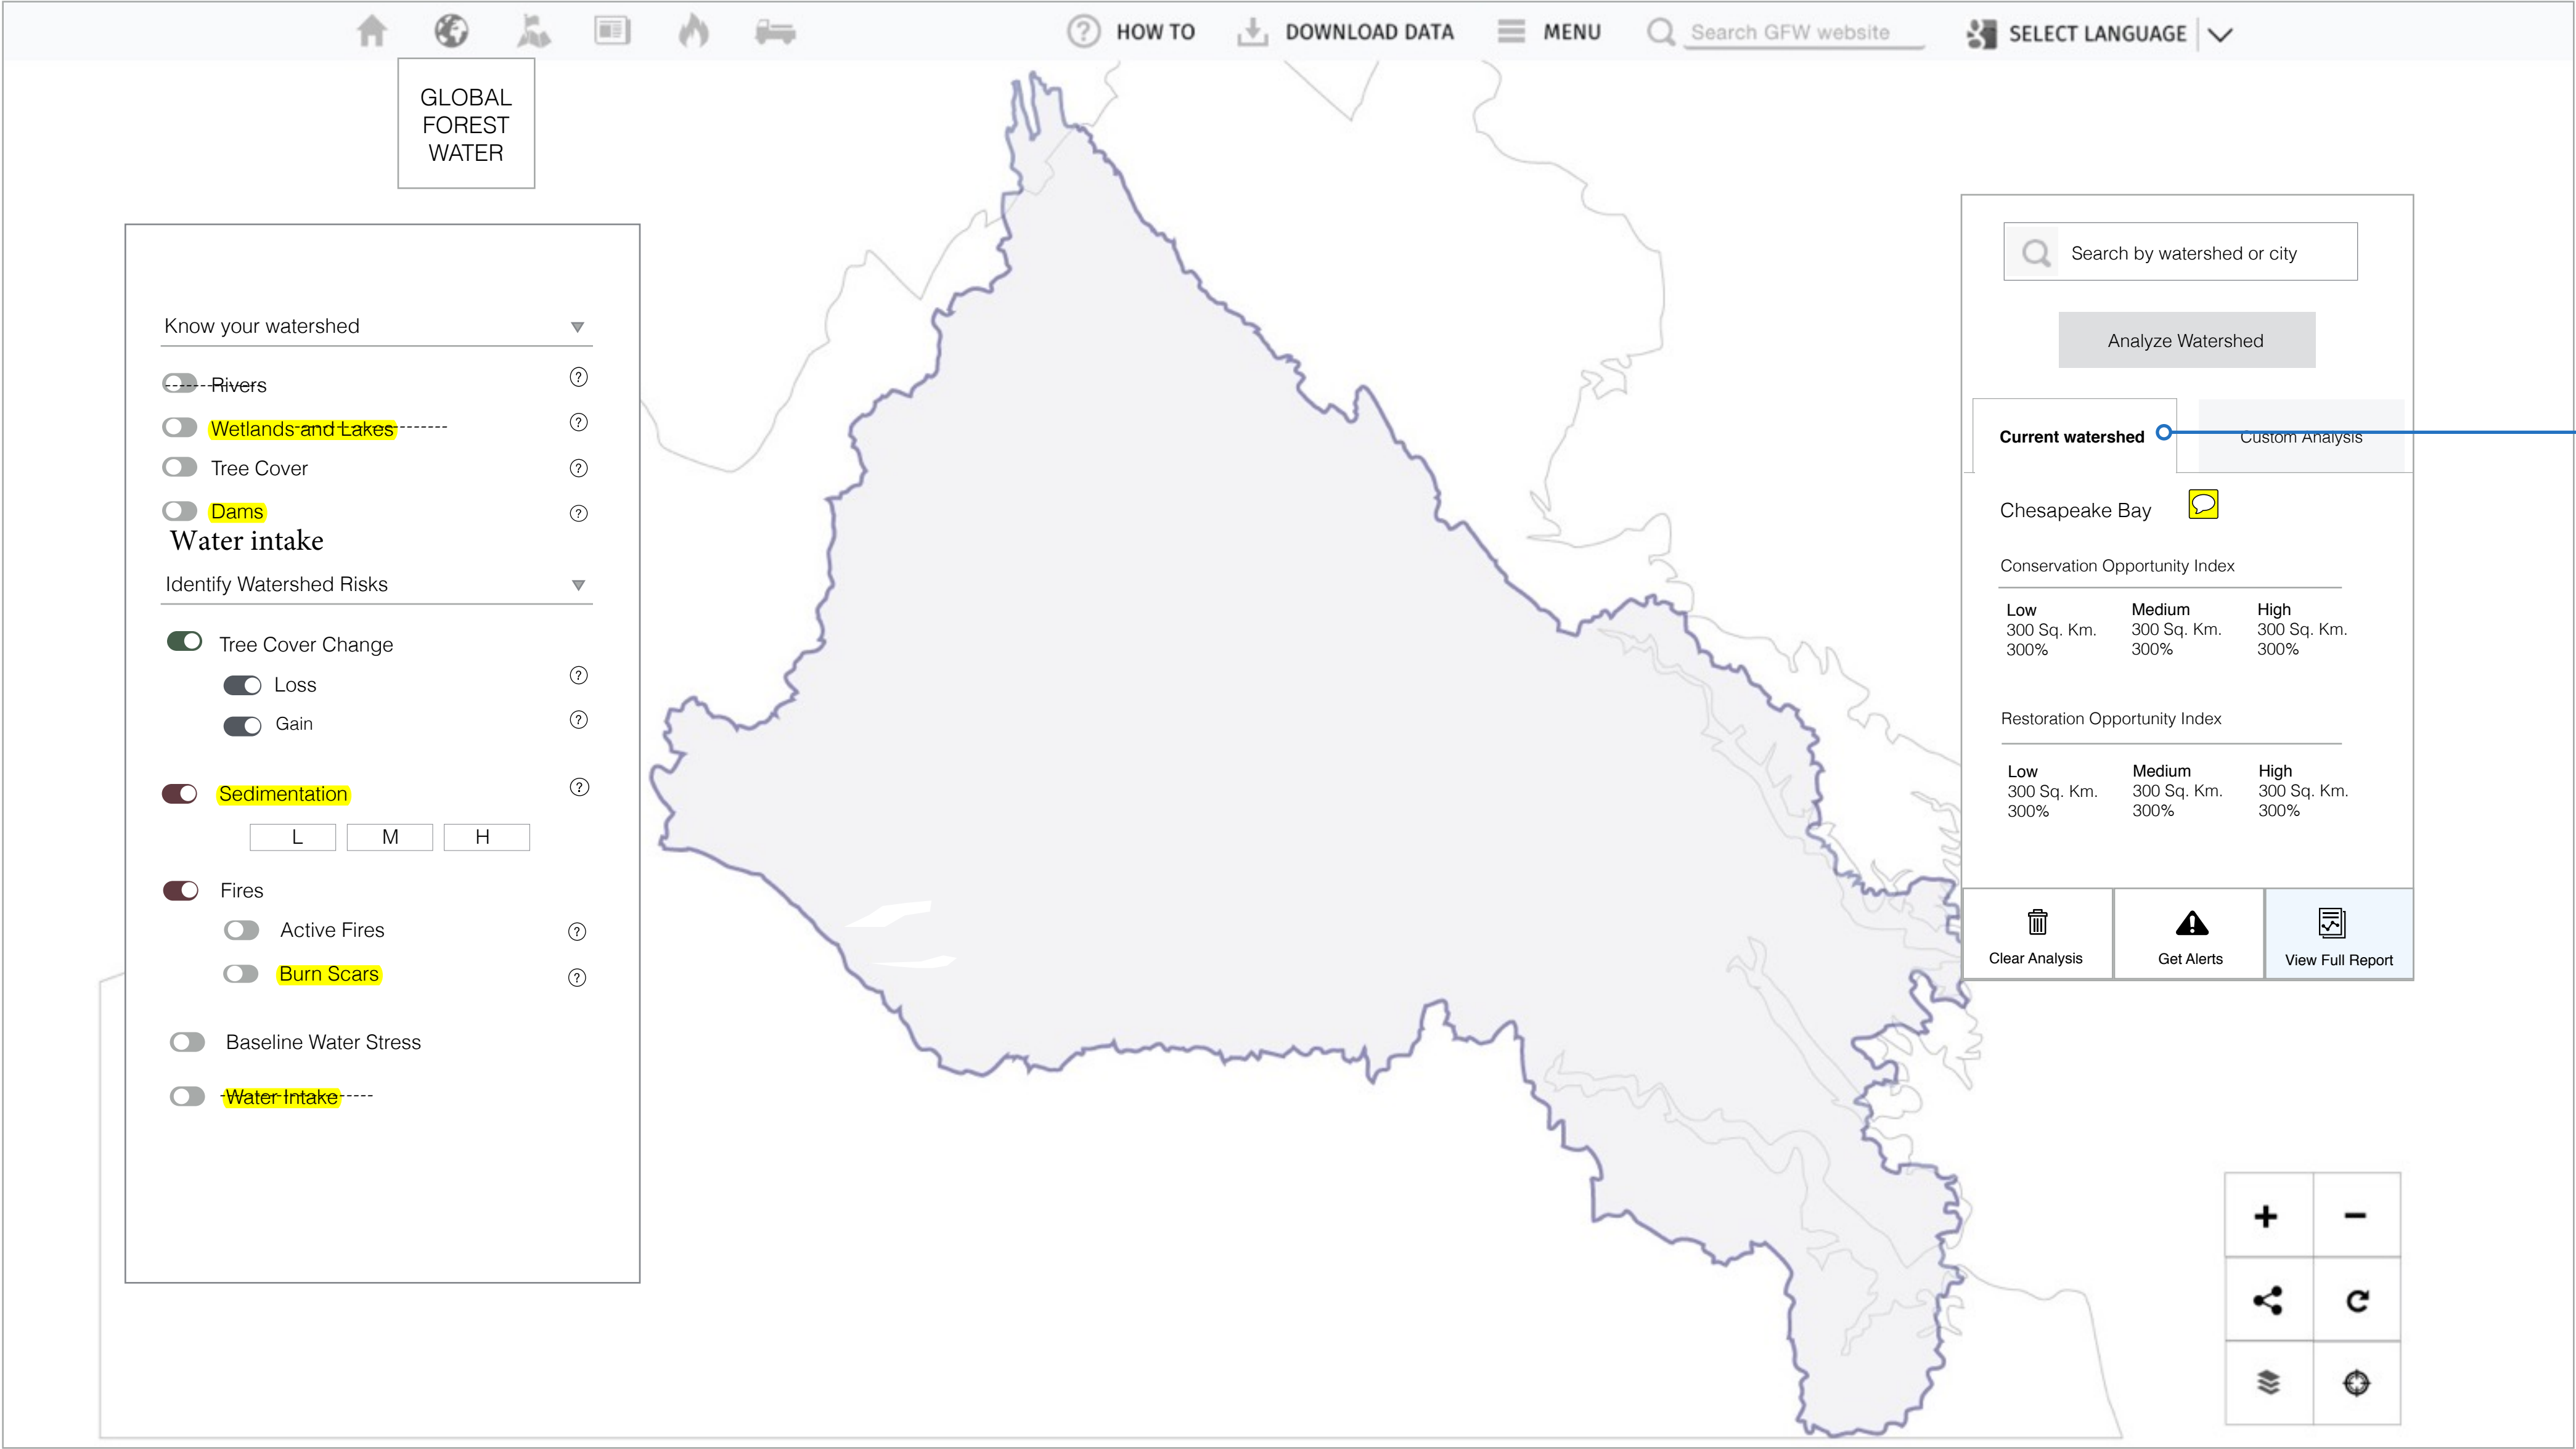 HOW TO
DOWNLOAD DATA
MENU
Search GFW website
SELECT LANGUAGE
GLOBAL
FOREST
WATER
Know your watershed
Rivers
?
Wetlands and Lakes
?
Tree Cover
?
Dams
?
Water intake
Identify Watershed Risks
Tree Cover Change
Loss
?
Gain
?
Sedimentation
?
L M H
Fires
Active Fires
?
Burn Scars
?
Baseline Water Stress
Water Intake
Search by watershed or city
Analyze Watershed
Current watershed
Custom Analysis
Chesapeake Bay
Conservation Opportunity Index
Low Medium High
300 Sq. Km. 300 Sq. Km. 300 Sq. Km.
300% 300% 300%
Restoration Opportunity Index
Low Medium High
300 Sq. Km. 300 Sq. Km. 300 Sq. Km.
300% 300% 300%
Clear Analysis
Get Alerts
View Full Report